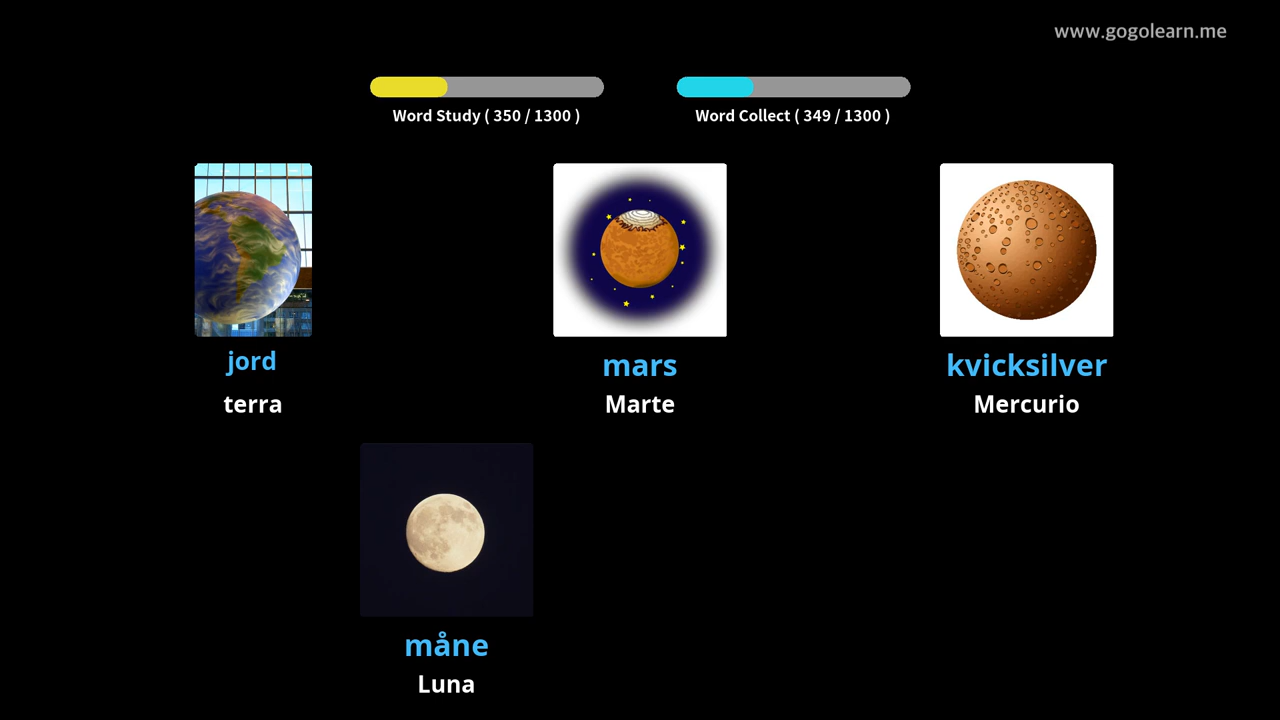 www.gogolearn.me
Word Study ( 350 / 1300 )
Word Collect ( 349 / 1300 )
jord
terra
mars
Marte
kvicksilver
Mercurio
måne
Luna